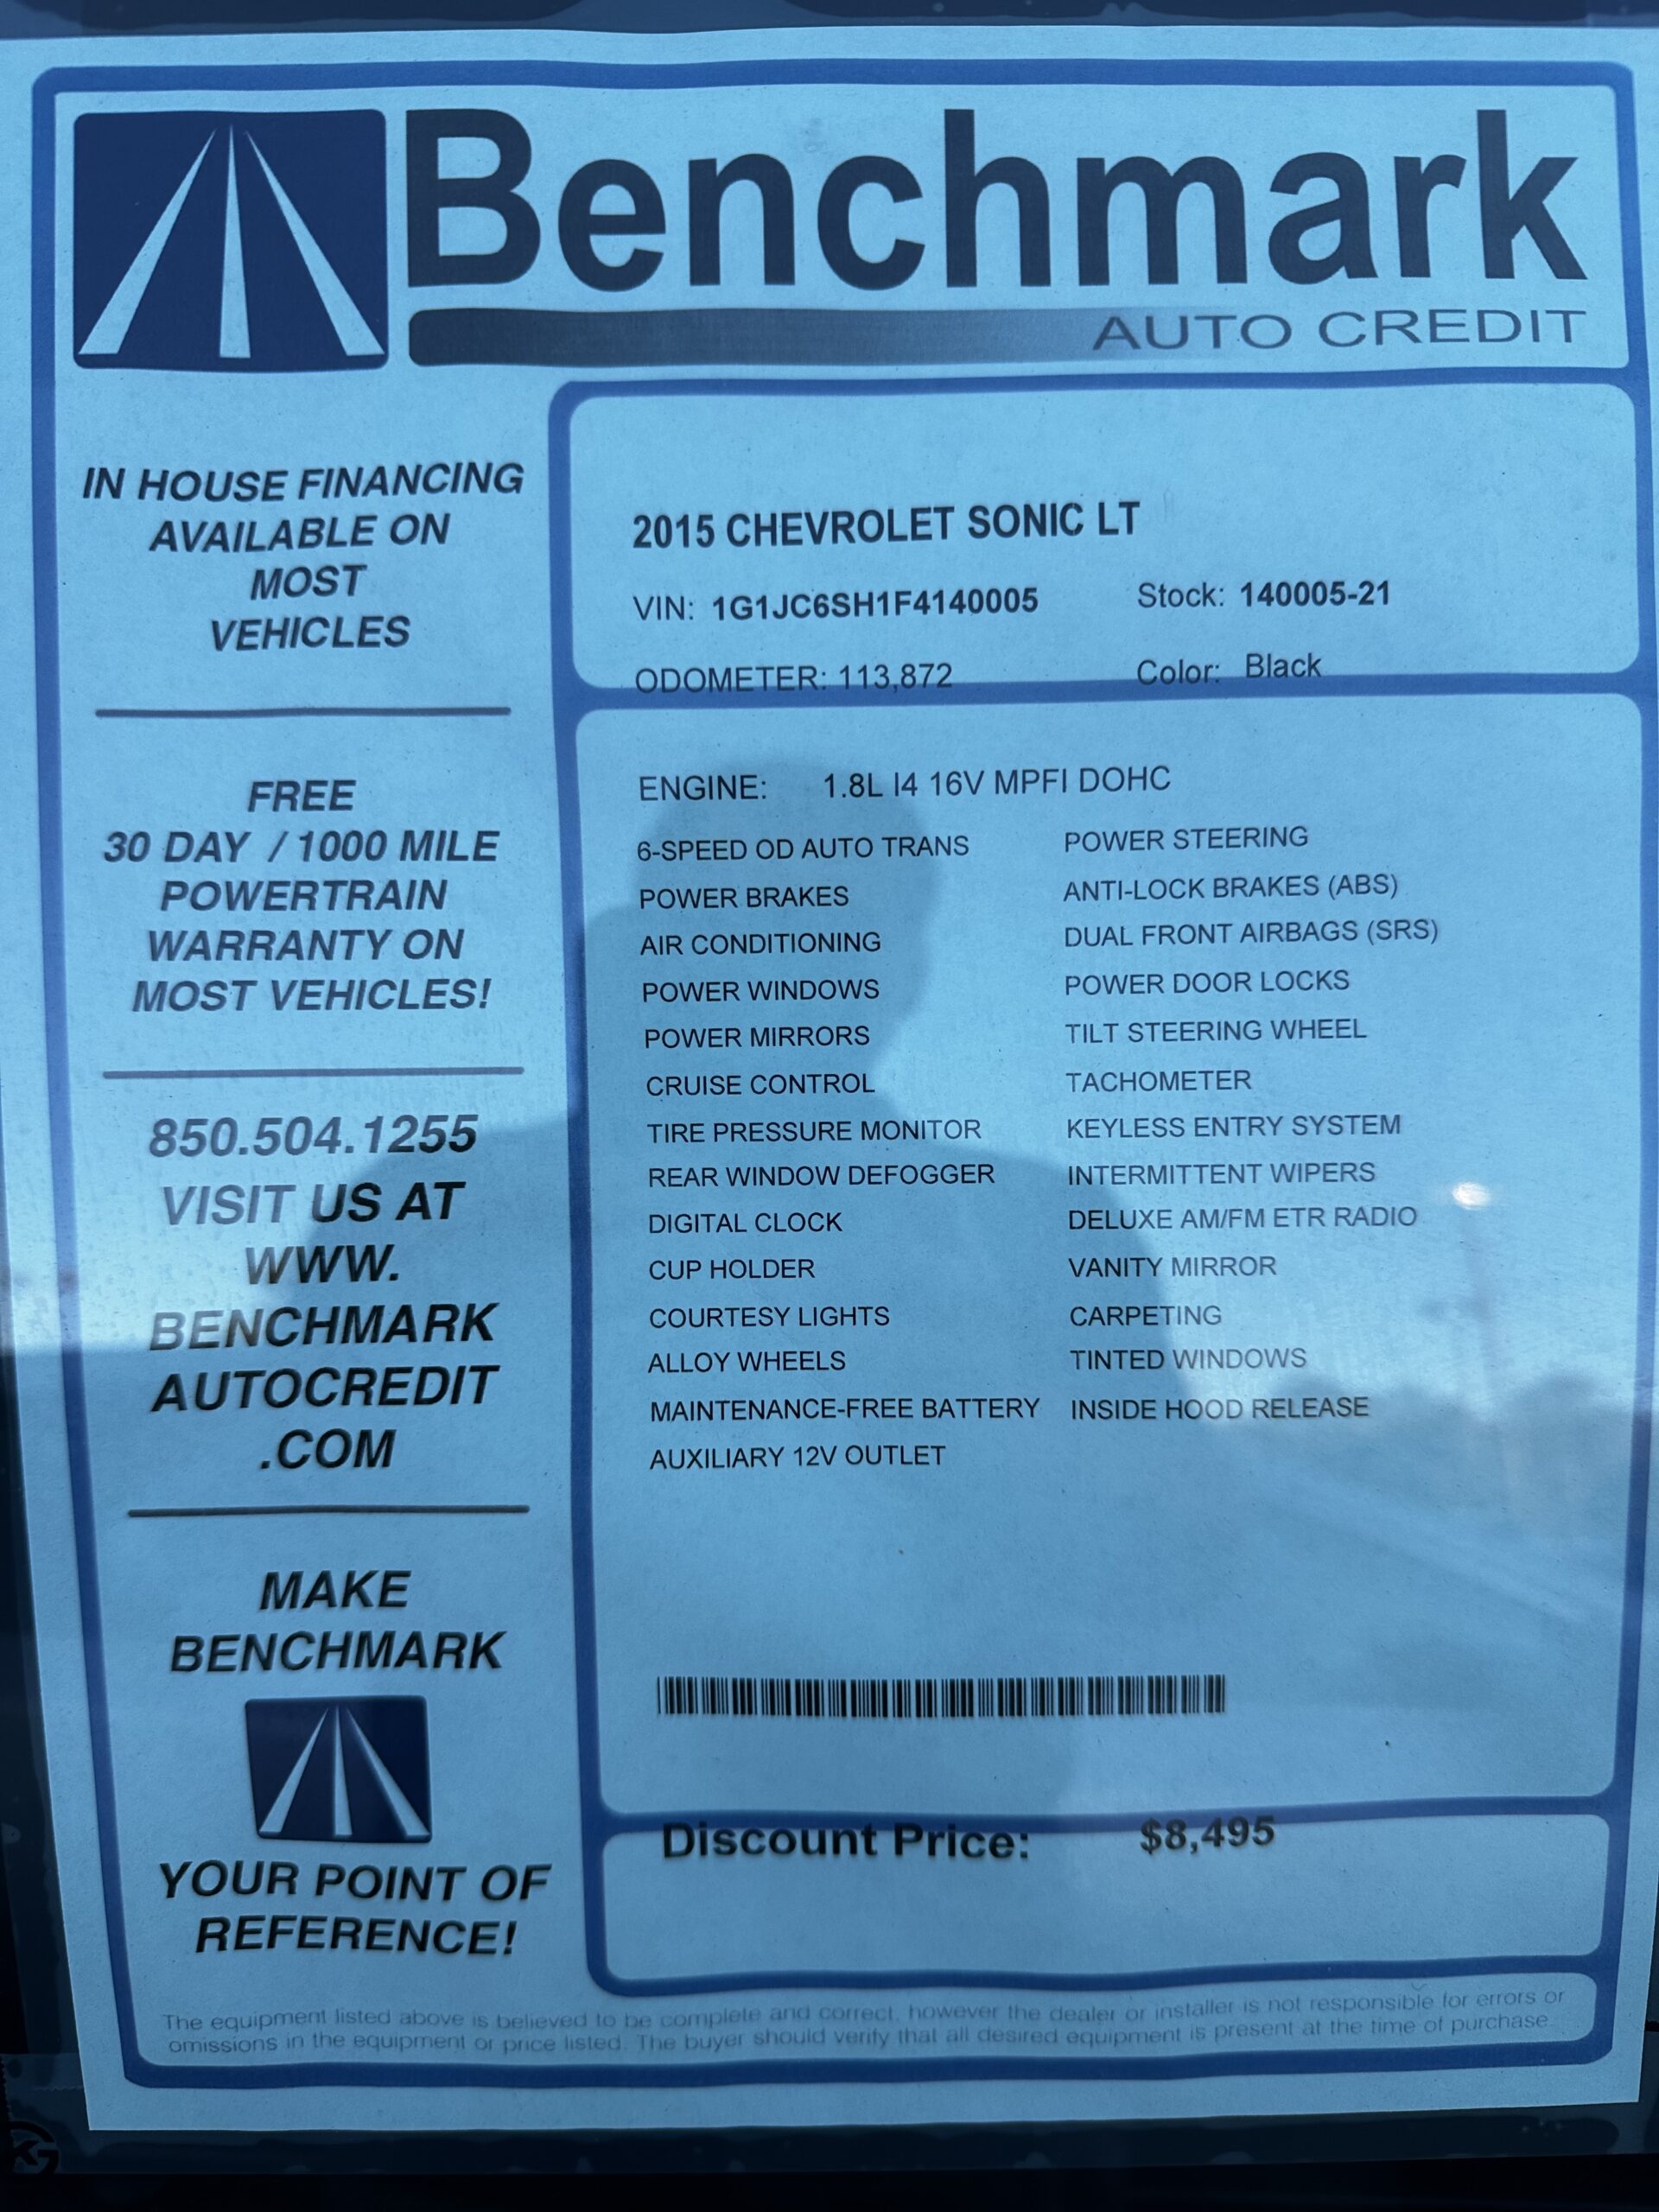 Benchmark
AUTO CREDIT
IN HOUSE FINANCING
AVAILABLE ON
MOST
VEHICLES
FREE
30 DAY / 1000 MILE
POWERTRAIN
WARRANTY ON
MOST VEHICLES!
850.504.1255
VISIT US AT
WWW.
BENCHMARK
AUTOCREDIT
.COM
MAKE
BENCHMARK
YOUR POINT OF
REFERENCE!
2015 CHEVROLET SONIC LT
VIN: 1G1JC6SH1F4140005 Stock: 140005-21
ODOMETER: 113,872 Color: Black
ENGINE: 1.8L I4 16V MPFI DOHC
6-SPEED OD AUTO TRANS POWER STEERING
POWER BRAKES ANTI-LOCK BRAKES (ABS)
AIR CONDITIONING DUAL FRONT AIRBAGS (SRS)
POWER WINDOWS POWER DOOR LOCKS
POWER MIRRORS TILT STEERING WHEEL
CRUISE CONTROL TACHOMETER
TIRE PRESSURE MONITOR KEYLESS ENTRY SYSTEM
REAR WINDOW DEFOGGER INTERMITTENT WIPERS
DIGITAL CLOCK DELUXE AM/FM ETR RADIO
CUP HOLDER VANITY MIRROR
COURTESY LIGHTS CARPETING
ALLOY WHEELS TINTED WINDOWS
MAINTENANCE-FREE BATTERY INSIDE HOOD RELEASE
AUXILIARY 12V OUTLET
Discount Price: $8,495
The equipment listed above is believed to be complete and correct, however the dealer or installer is not responsible for errors or
omissions in the equipment or price listed. The buyer should verify that all desired equipment is present at the time of purchase.